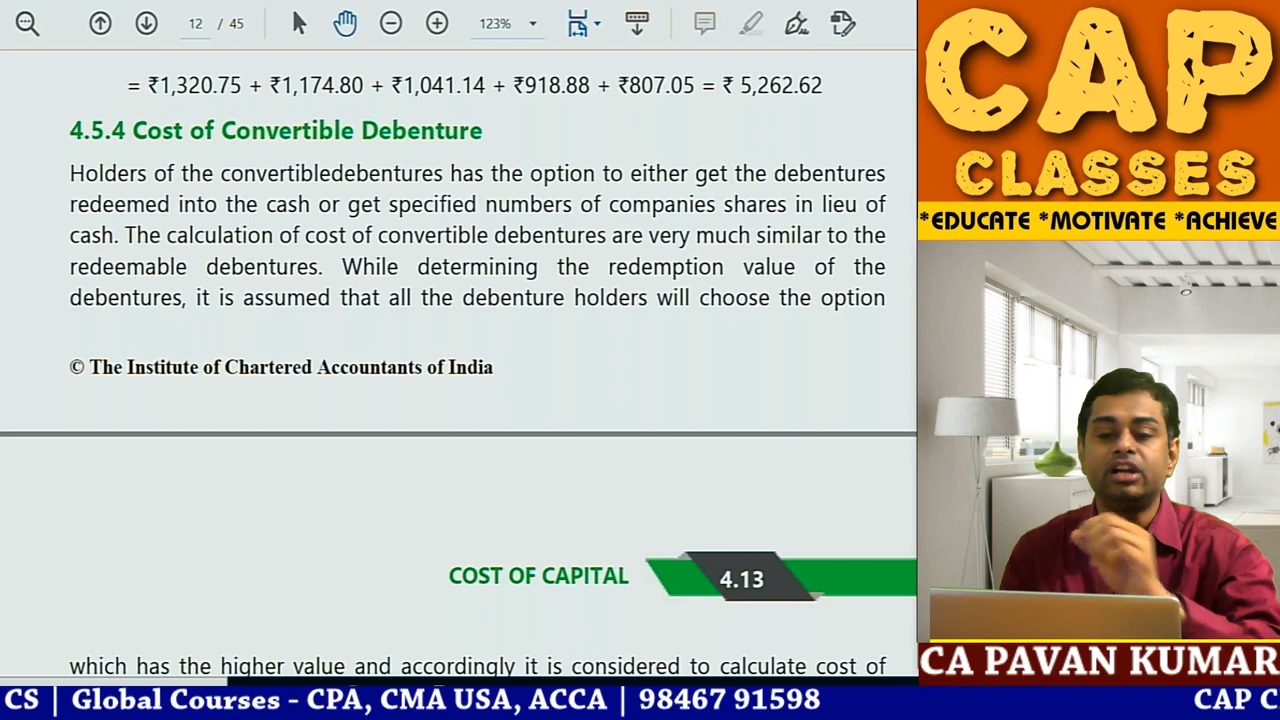 12 / 45
123%
= ₹1,320.75 + ₹1,174.80 + ₹1,041.14 + ₹918.88 + ₹807.05 = ₹ 5,262.62
4.5.4 Cost of Convertible Debenture
Holders of the convertibledebentures has the option to either get the debentures
redeemed into the cash or get specified numbers of companies shares in lieu of
cash. The calculation of cost of convertible debentures are very much similar to the
redeemable debentures. While determining the redemption value of the
debentures, it is assumed that all the debenture holders will choose the option
© The Institute of Chartered Accountants of India
COST OF CAPITAL
4.13
which has the higher value and accordingly it is considered to calculate cost of
CAP
CLASSES
*EDUCATE *MOTIVATE *ACHIEVE
CA PAVAN KUMAR
CS | Global Courses - CPA, CMA USA, ACCA | 98467 91598
CAP C